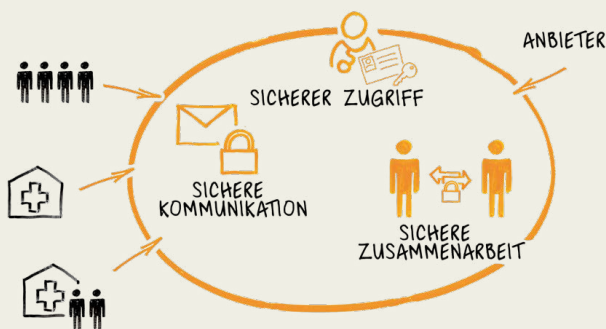 ANBIETER
SICHERER ZUGRIFF
SICHERE
KOMMUNIKATION
SICHERE
ZUSAMMENARBEIT